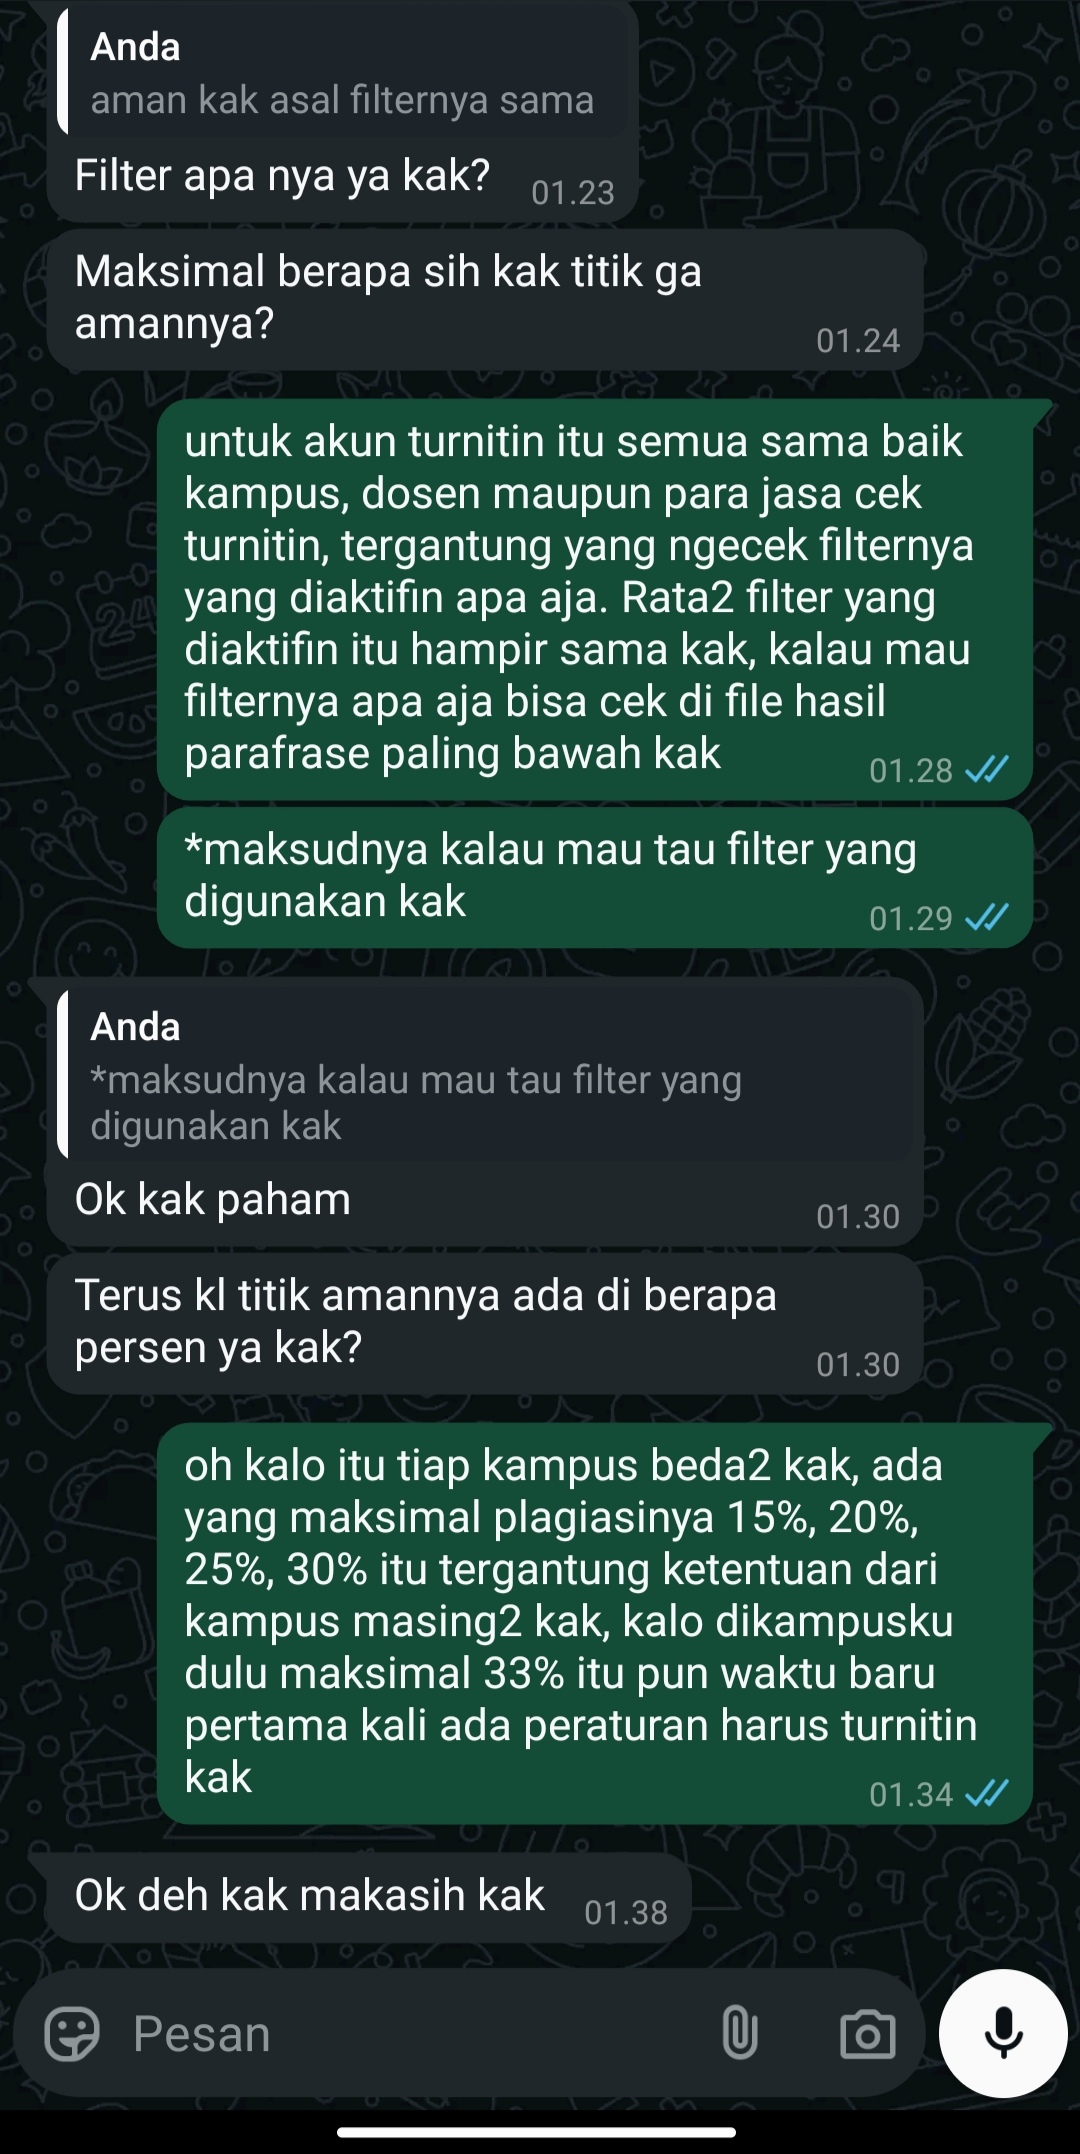 Anda
aman kak asal filternya sama
Filter apa nya ya kak?
01.23
Maksimal berapa sih kak titik ga
amannya?
01.24
untuk akun turnitin itu semua sama baik
kampus, dosen maupun para jasa cek
turnitin, tergantung yang ngecek filternya
yang diaktifin apa aja. Rata2 filter yang
diaktifin itu hampir sama kak, kalau mau
filternya apa aja bisa cek di file hasil
parafrase paling bawah kak
01.28
*maksudnya kalau mau tau filter yang
digunakan kak
01.29
Anda
*maksudnya kalau mau tau filter yang
digunakan kak
Ok kak paham
01.30
Terus kl titik amannya ada di berapa
persen ya kak?
01.30
oh kalo itu tiap kampus beda2 kak, ada
yang maksimal plagiasinya 15%, 20%,
25%, 30% itu tergantung ketentuan dari
kampus masing2 kak, kalo dikampusku
dulu maksimal 33% itu pun waktu baru
pertama kali ada peraturan harus turnitin
kak
01.34
Ok deh kak makasih kak
01.38
Pesan